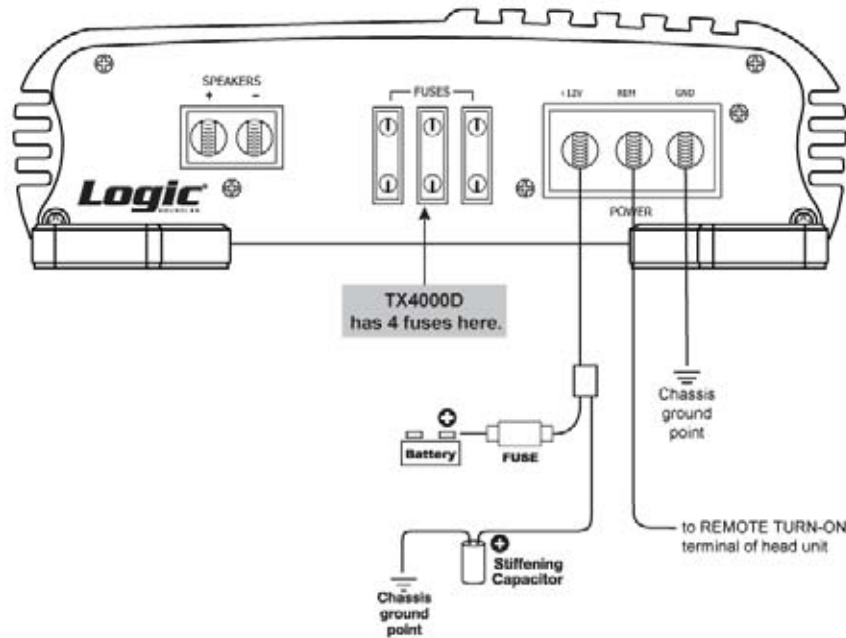 SPEAKERS
+ -
FUSES
+12V REM GND
POWER
Logic
TX4000D
has 4 fuses here.
Chassis
ground
point
Battery
FUSE
to REMOTE TURN-ON
terminal of head unit
Stiffening
Capacitor
Chassis
ground
point